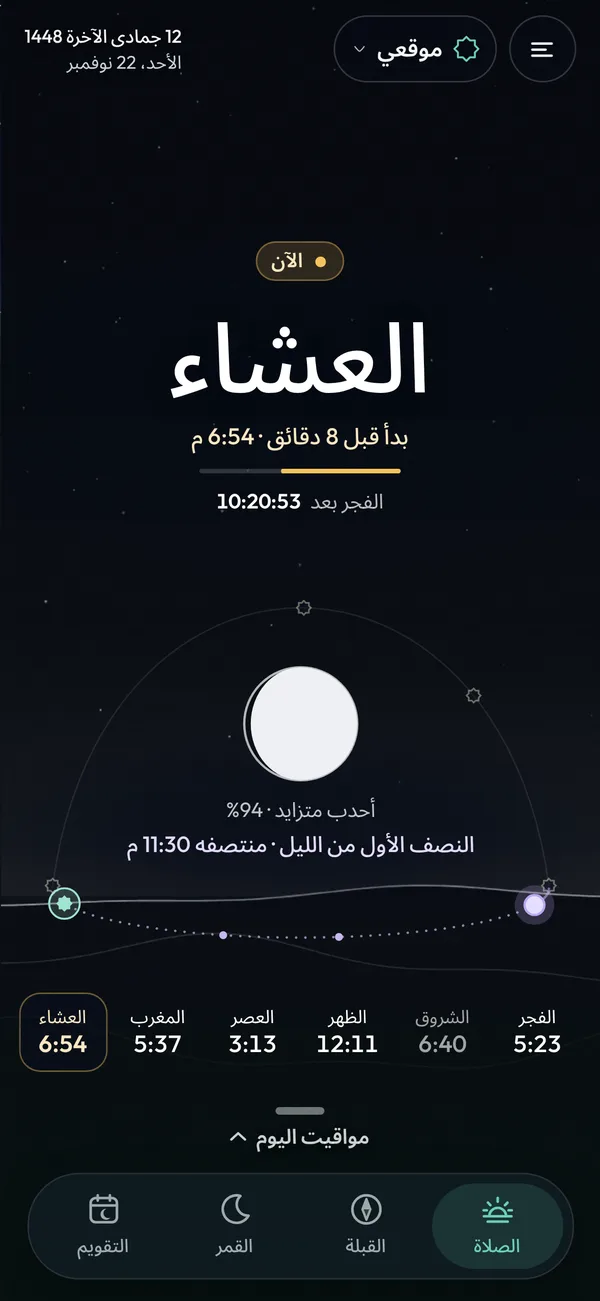 موقعي
12 جمادى الآخرة 1448
الأحد، 22 نوفمبر
الآن
العشاء
بدأ قبل 8 دقائق · 6:54 م
الفجر بعد 10:20:53
أحدب متزايد · 94%
النصف الأول من الليل · منتصفه 11:30 م
الفجر الشروق الظهر العصر المغرب العشاء
5:23 6:40 12:11 3:13 5:37 6:54
مواقيت اليوم
الصلاة القبلة القمر التقويم